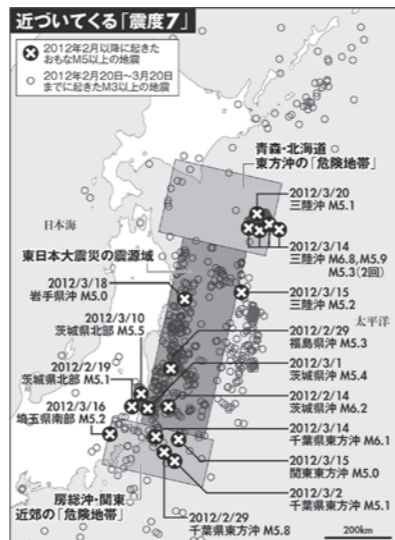 近づいてくる「震度7」
2012年2月以降に起きた
おもなM5以上の地震
2012年2月20日~3月20日
までに起きたM3以上の地震
青森・北海道
東方沖の「危険地帯」
2012/3/20
三陸沖 M5.1
日本海
2012/3/14
三陸沖 M6.8、M5.9
M5.3(2回)
東日本大震災の震源域
2012/3/18
岩手県沖 M5.0
2012/3/15
三陸沖 M5.2
太平洋
2012/3/10
茨城県北部 M5.5
2012/2/29
福島県沖 M5.3
2012/2/19
茨城県北部 M5.1
2012/3/1
茨城県沖 M5.4
2012/2/14
茨城県沖 M6.2
2012/3/16
埼玉県南部 M5.2
2012/3/14
千葉県東方沖 M6.1
2012/3/15
関東東方沖 M5.0
2012/3/2
千葉県東方沖 M5.1
房総沖・関東
近郊の「危険地帯」
2012/2/29
千葉県東方沖 M5.8
200km